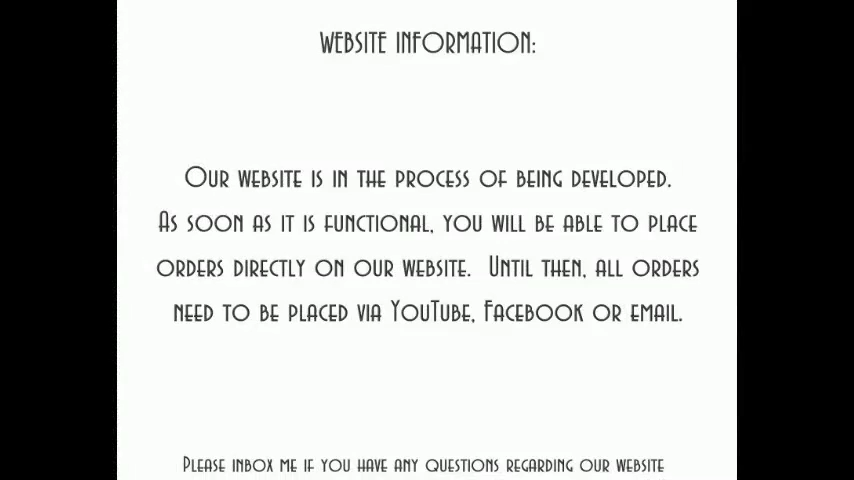 Website Information:
Our website is in the process of being developed.
As soon as it is functional, you will be able to place
orders directly on our website.  Until then, all orders
need to be placed via YouTube, Facebook or email.
Please inbox me if you have any questions regarding our website